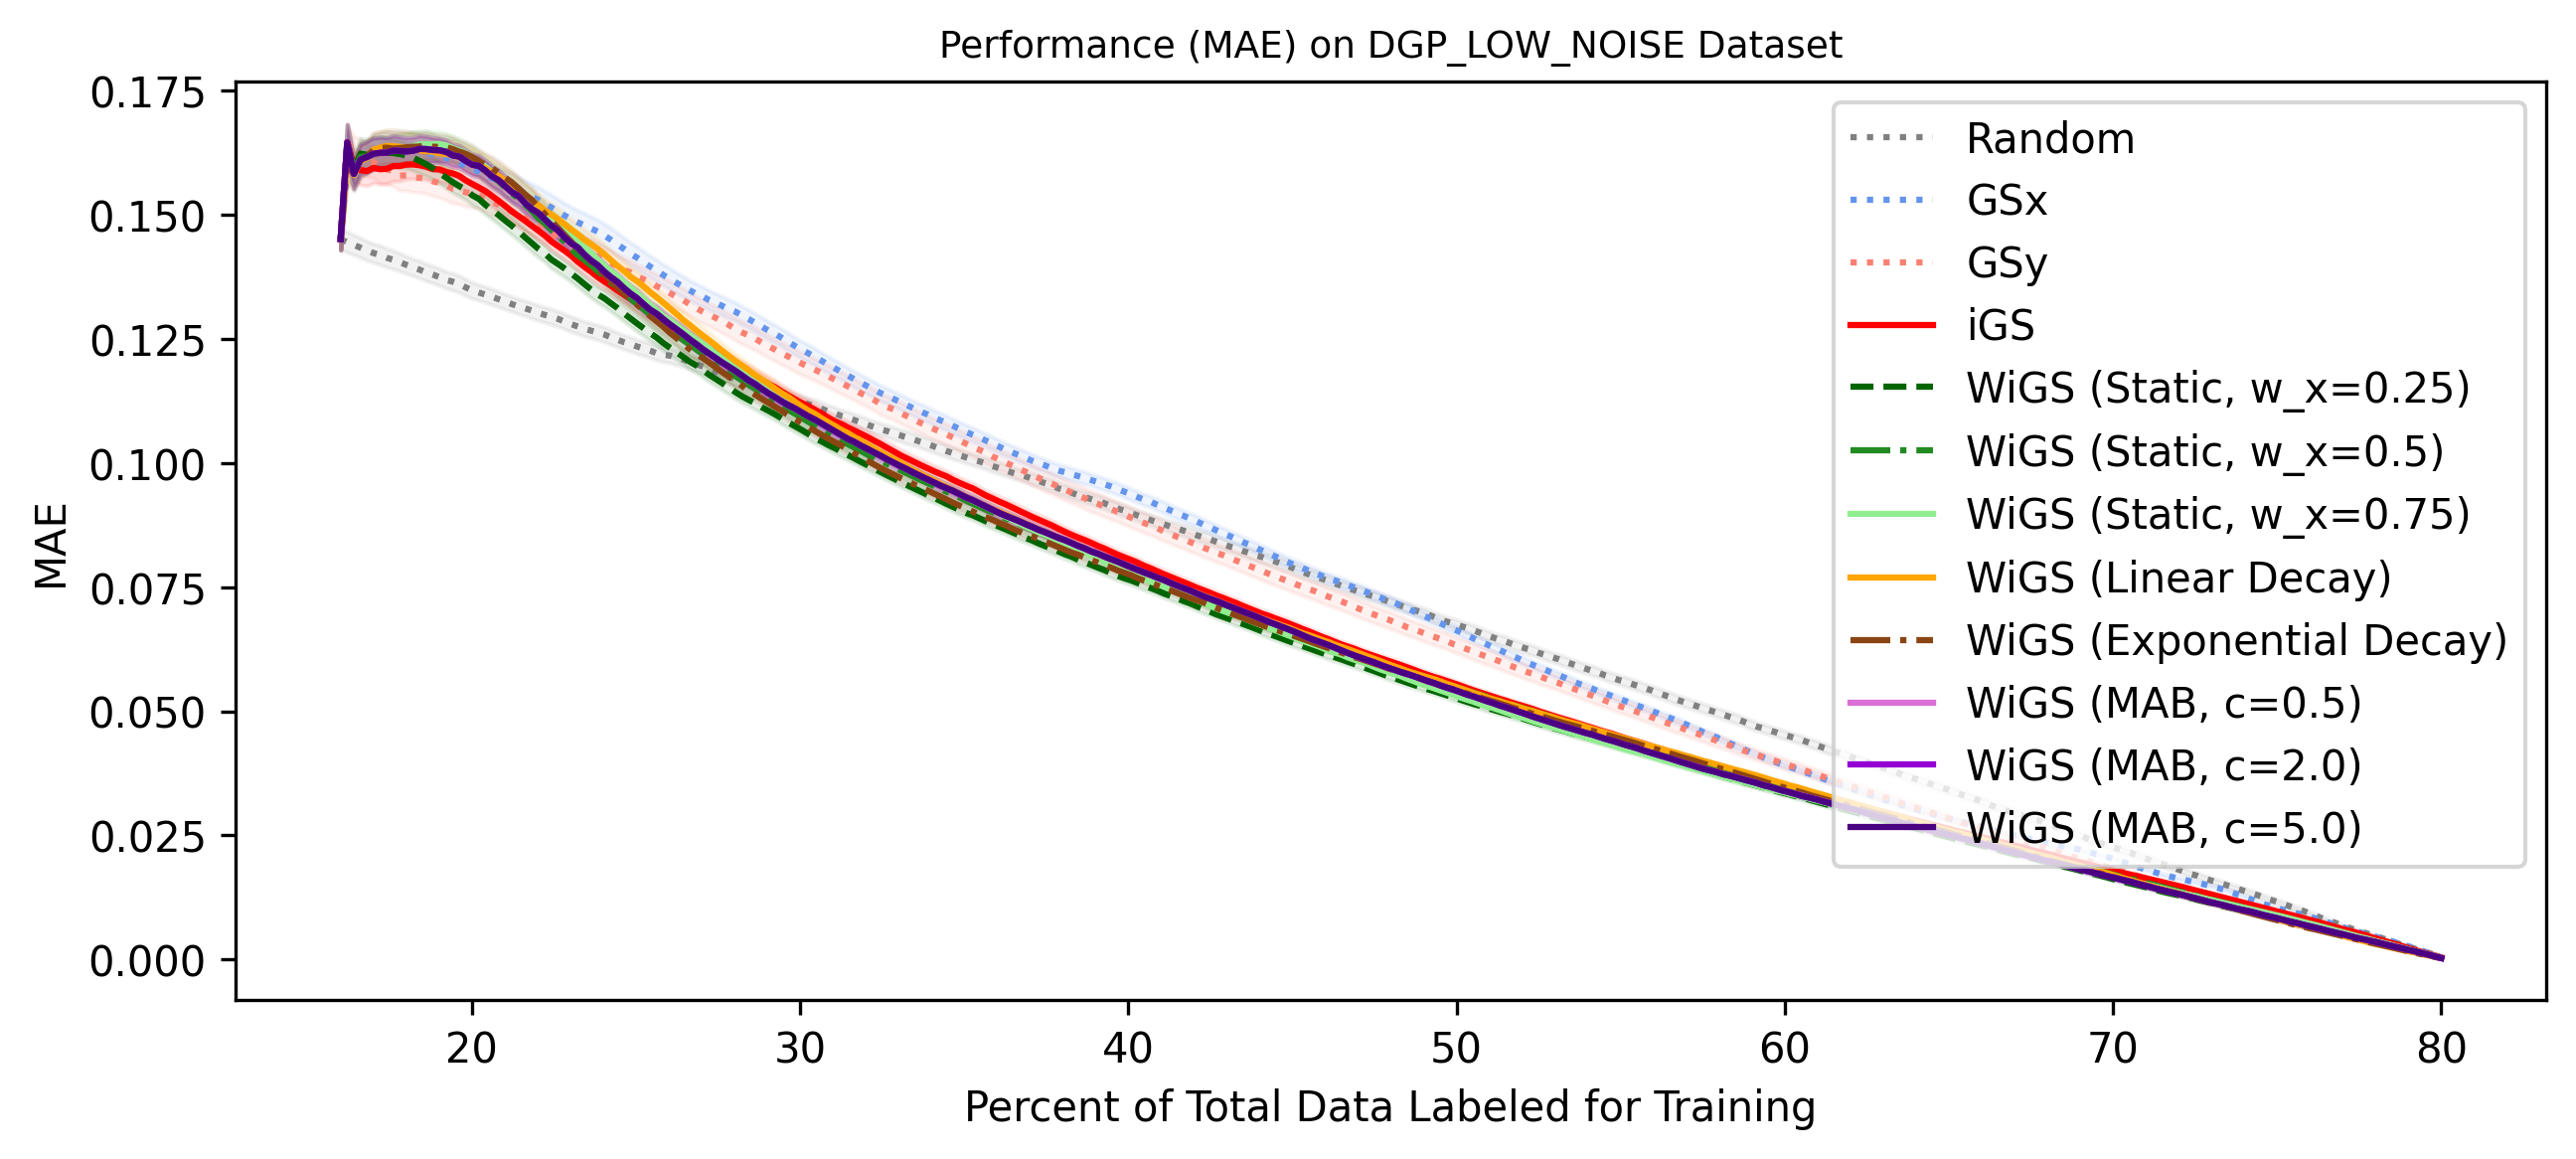 Performance (MAE) on DGP_LOW_NOISE Dataset
0.175
0.150
0.125
0.100
0.075
0.050
0.025
0.000
MAE
Random
GSx
GSy
iGS
WiGS (Static, w_x=0.25)
WiGS (Static, w_x=0.5)
WiGS (Static, w_x=0.75)
WiGS (Linear Decay)
WiGS (Exponential Decay)
WiGS (MAB, c=0.5)
WiGS (MAB, c=2.0)
WiGS (MAB, c=5.0)
20 30 40 50 60 70 80
Percent of Total Data Labeled for Training